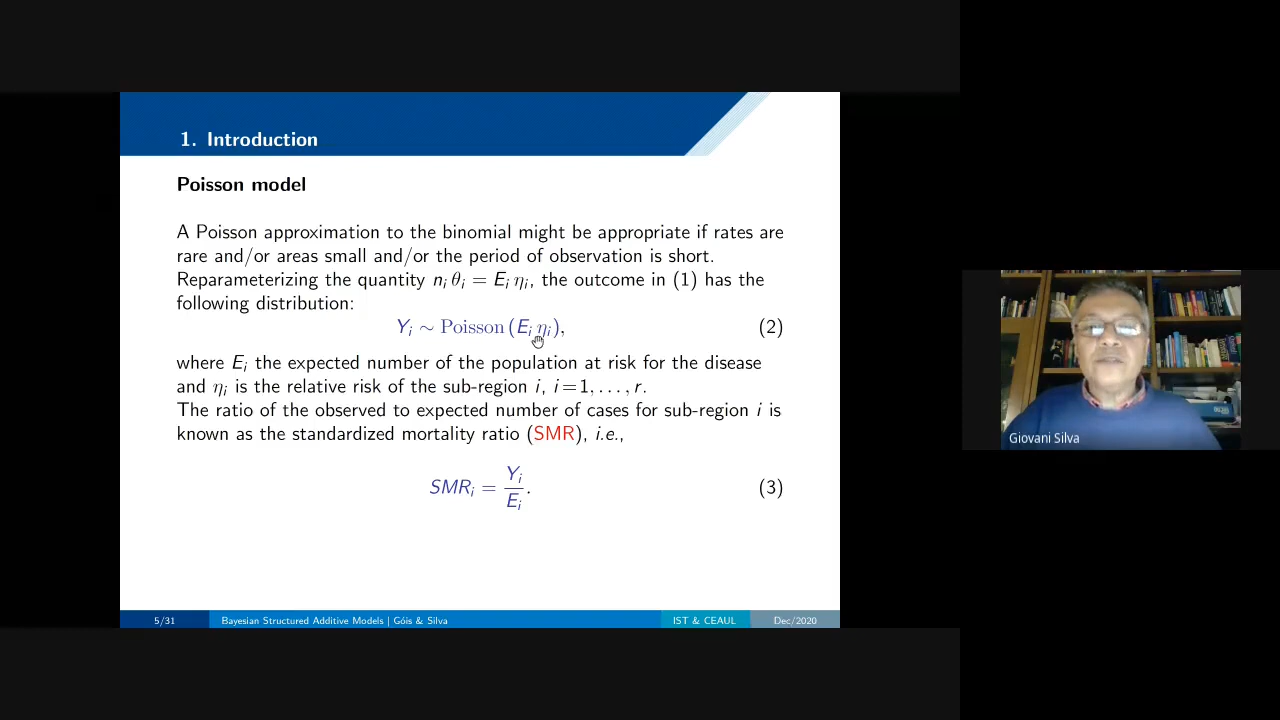 1. Introduction
Poisson model
A Poisson approximation to the binomial might be appropriate if rates are
rare and/or areas small and/or the period of observation is short.
Reparameterizing the quantity nᵢ θᵢ = Eᵢ ηᵢ, the outcome in (1) has the
following distribution:
Yᵢ ∼ Poisson (Eᵢ ηᵢ), (2)
where Eᵢ the expected number of the population at risk for the disease
and ηᵢ is the relative risk of the sub-region i, i=1, . . . , r.
The ratio of the observed to expected number of cases for sub-region i is
known as the standardized mortality ratio (SMR), i.e.,
SMRᵢ = Yᵢ/Eᵢ. (3)
5/31 Bayesian Structured Additive Models | Góis & Silva IST & CEAUL Dec/2020
Giovani Silva